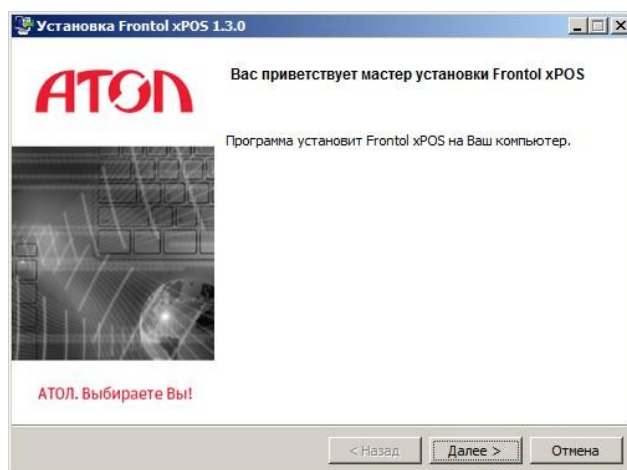 Установка Frontol xPOS 1.3.0
АТОЛ
Вас приветствует мастер установки Frontol xPOS
Программа установит Frontol xPOS на Ваш компьютер.
АТОЛ. Выбираете Вы!
< Назад
Далее >
Отмена